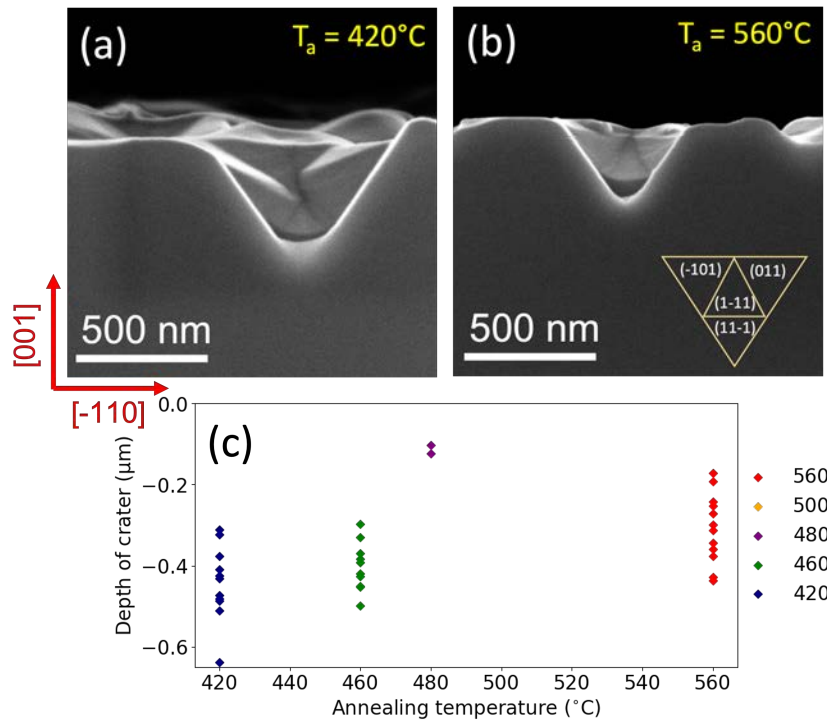 (a)
Tₐ = 420°C
500 nm
(b)
Tₐ = 560°C
(-101)
(011)
(1-11)
(11-1)
500 nm
[001]
[-110]
(c)
Depth of crater (µm)
0.0
−0.2
−0.4
−0.6
420 440 460 480 500 520 540 560
Annealing temperature (°C)
560
500
480
460
420